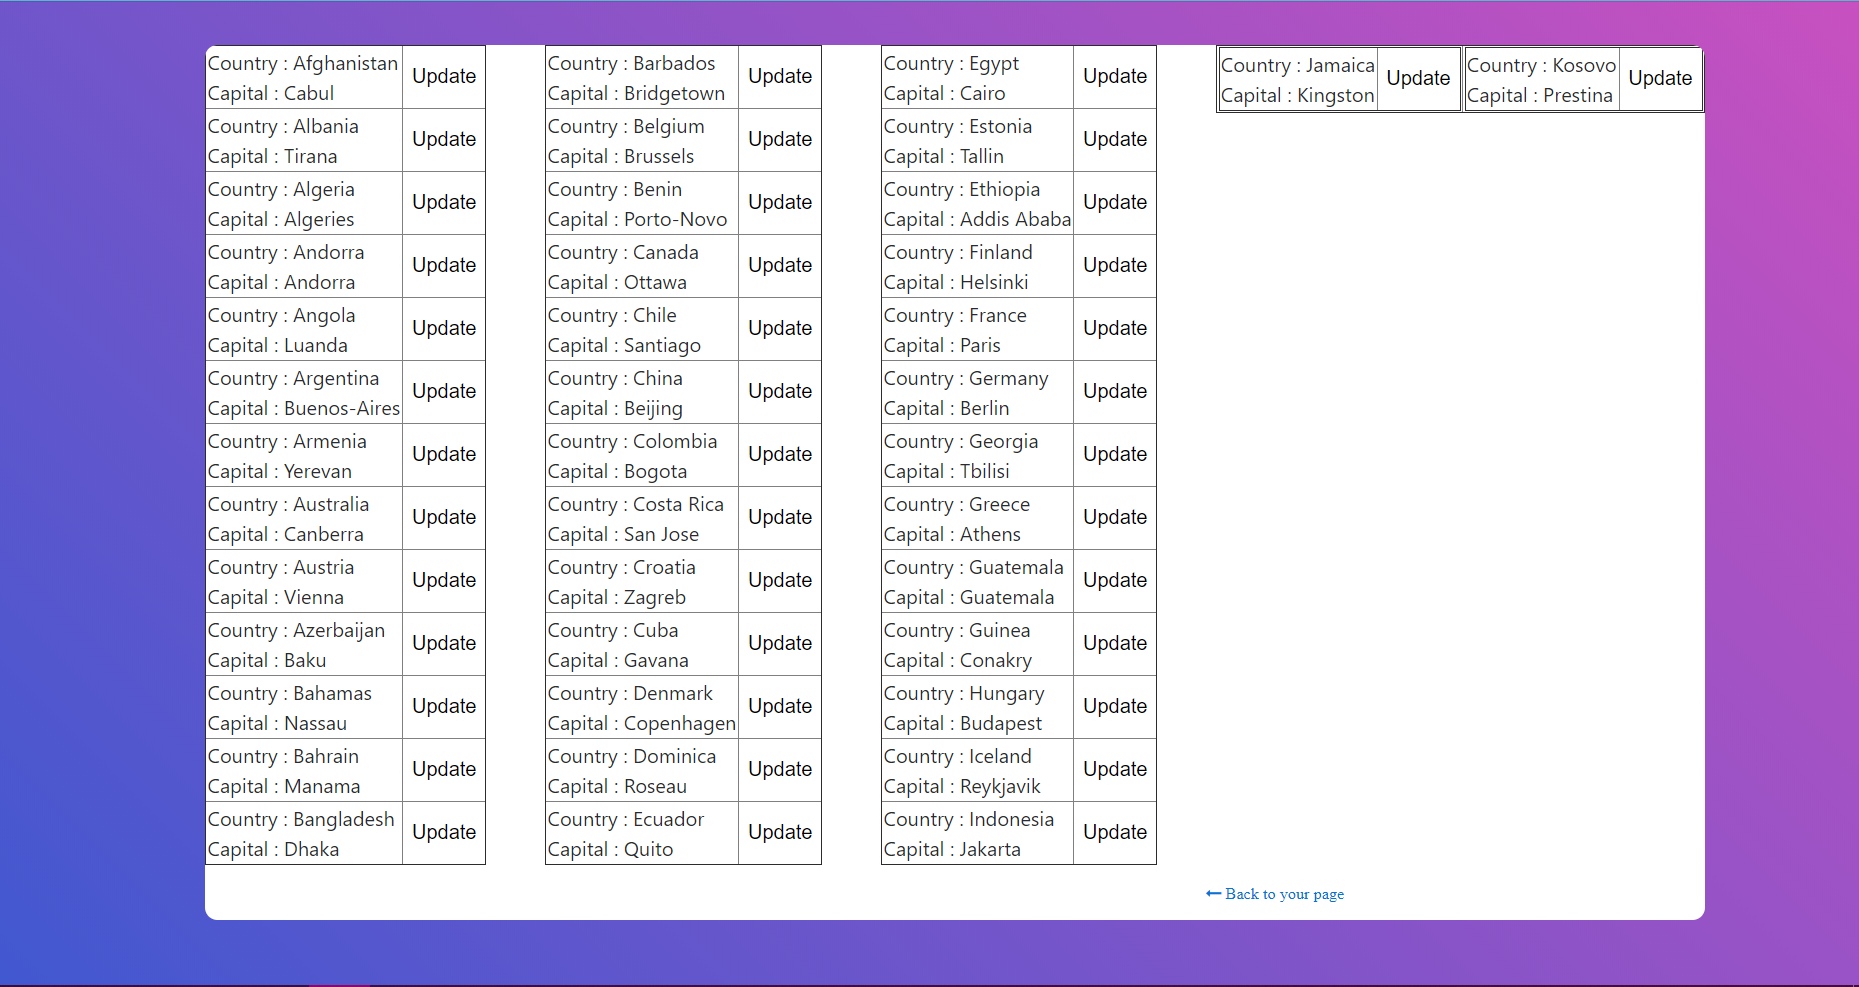 Country : Afghanistan
Capital : Cabul
Update
Country : Albania
Capital : Tirana
Update
Country : Algeria
Capital : Algeries
Update
Country : Andorra
Capital : Andorra
Update
Country : Angola
Capital : Luanda
Update
Country : Argentina
Capital : Buenos-Aires
Update
Country : Armenia
Capital : Yerevan
Update
Country : Australia
Capital : Canberra
Update
Country : Austria
Capital : Vienna
Update
Country : Azerbaijan
Capital : Baku
Update
Country : Bahamas
Capital : Nassau
Update
Country : Bahrain
Capital : Manama
Update
Country : Bangladesh
Capital : Dhaka
Update
Country : Barbados
Capital : Bridgetown
Update
Country : Belgium
Capital : Brussels
Update
Country : Benin
Capital : Porto-Novo
Update
Country : Canada
Capital : Ottawa
Update
Country : Chile
Capital : Santiago
Update
Country : China
Capital : Beijing
Update
Country : Colombia
Capital : Bogota
Update
Country : Costa Rica
Capital : San Jose
Update
Country : Croatia
Capital : Zagreb
Update
Country : Cuba
Capital : Gavana
Update
Country : Denmark
Capital : Copenhagen
Update
Country : Dominica
Capital : Roseau
Update
Country : Ecuador
Capital : Quito
Update
Country : Egypt
Capital : Cairo
Update
Country : Estonia
Capital : Tallin
Update
Country : Ethiopia
Capital : Addis Ababa
Update
Country : Finland
Capital : Helsinki
Update
Country : France
Capital : Paris
Update
Country : Germany
Capital : Berlin
Update
Country : Georgia
Capital : Tbilisi
Update
Country : Greece
Capital : Athens
Update
Country : Guatemala
Capital : Guatemala
Update
Country : Guinea
Capital : Conakry
Update
Country : Hungary
Capital : Budapest
Update
Country : Iceland
Capital : Reykjavik
Update
Country : Indonesia
Capital : Jakarta
Update
Country : Jamaica
Capital : Kingston
Update
Country : Kosovo
Capital : Prestina
Update
Back to your page